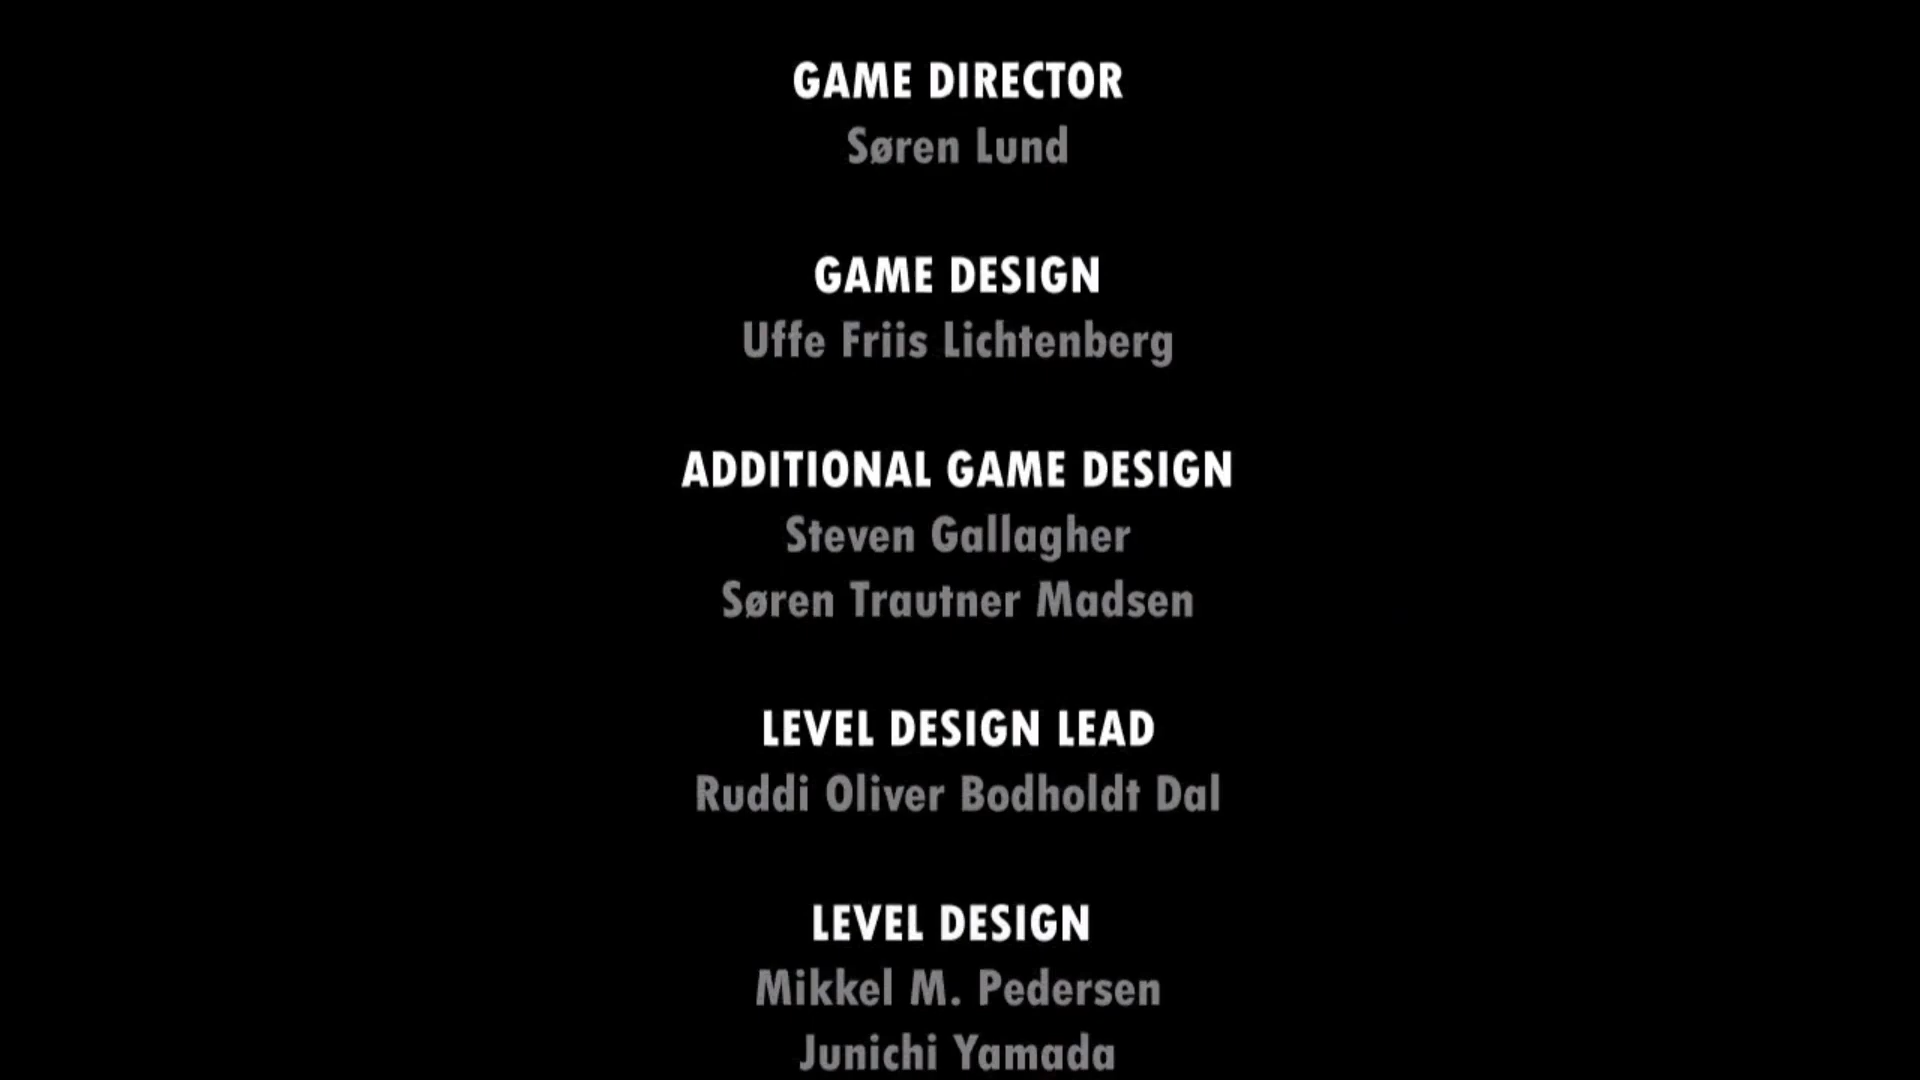 GAME DIRECTOR
Søren Lund
GAME DESIGN
Uffe Friis Lichtenberg
ADDITIONAL GAME DESIGN
Steven Gallagher
Søren Trautner Madsen
LEVEL DESIGN LEAD
Ruddi Oliver Bodholdt Dal
LEVEL DESIGN
Mikkel M. Pedersen
Junichi Yamada